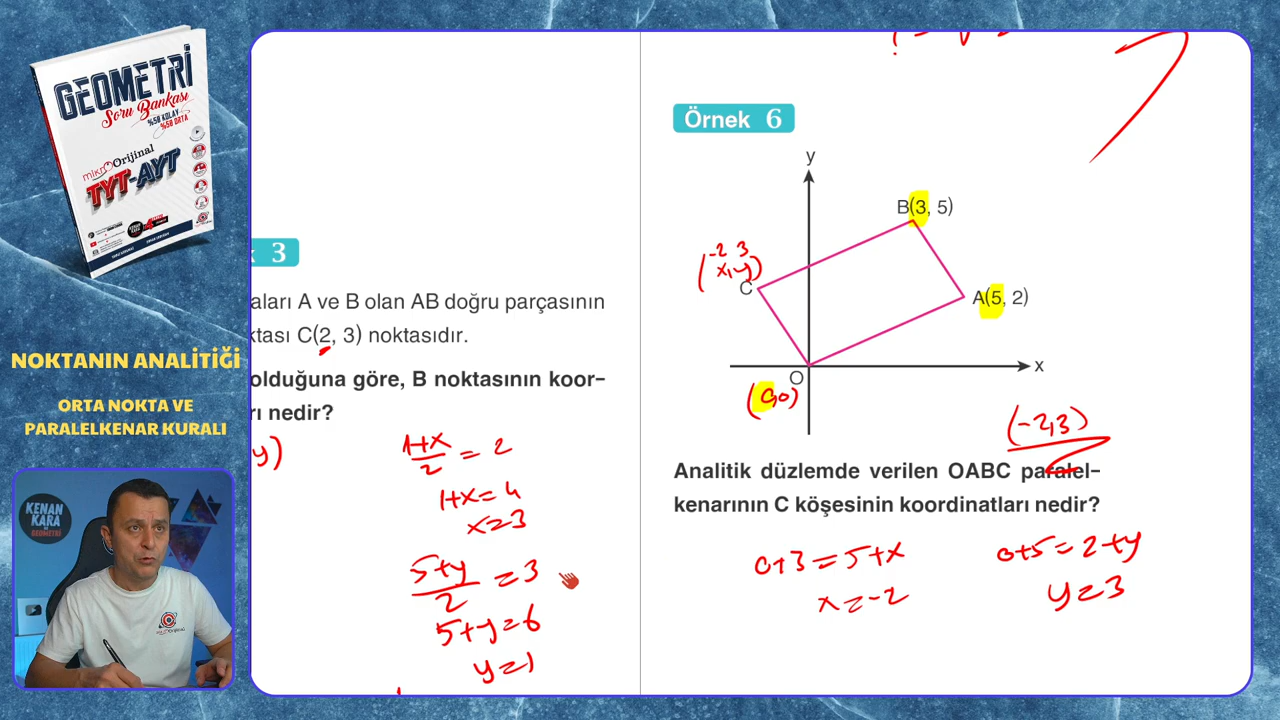 GEOMETRİ
Soru Bankası
%50 KOLAY
%50 ORTA
mikro Orijinal
TYT-AYT
NOKTANIN ANALİTİĞİ
ORTA NOKTA VE
PARALELKENAR KURALI
KENAN
KARA
GEOMETRİ
k 3
aları A ve B olan AB doğru parçasının
ktası C(2, 3) noktasıdır.
olduğuna göre, B noktasının koor–
rı nedir?
y)
1+x/2 = 2
1+x=4
x=3
5+y/2 = 3
5+y=6
y=1
Örnek 6
y
B(3, 5)
-2 3
(x,y)
C
A(5, 2)
x
O
(0,0)
(-2,3)
Analitik düzlemde verilen OABC paralel–
kenarının C köşesinin koordinatları nedir?
0+3=5+x
x=-2
0+5=2+y
y=3